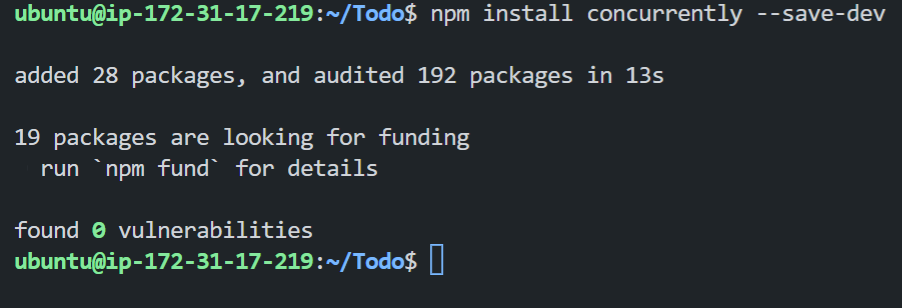 ubuntu@ip-172-31-17-219:~/Todo$ npm install concurrently --save-dev
added 28 packages, and audited 192 packages in 13s
19 packages are looking for funding
  run `npm fund` for details
found 0 vulnerabilities
ubuntu@ip-172-31-17-219:~/Todo$